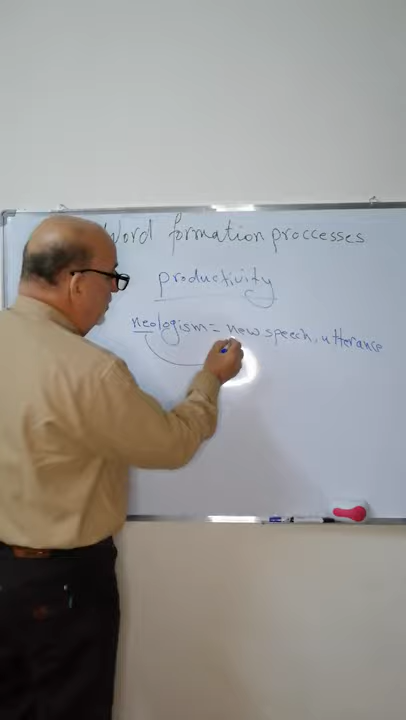 Word formation proccesses
productivity
neologism = new speech, utterance